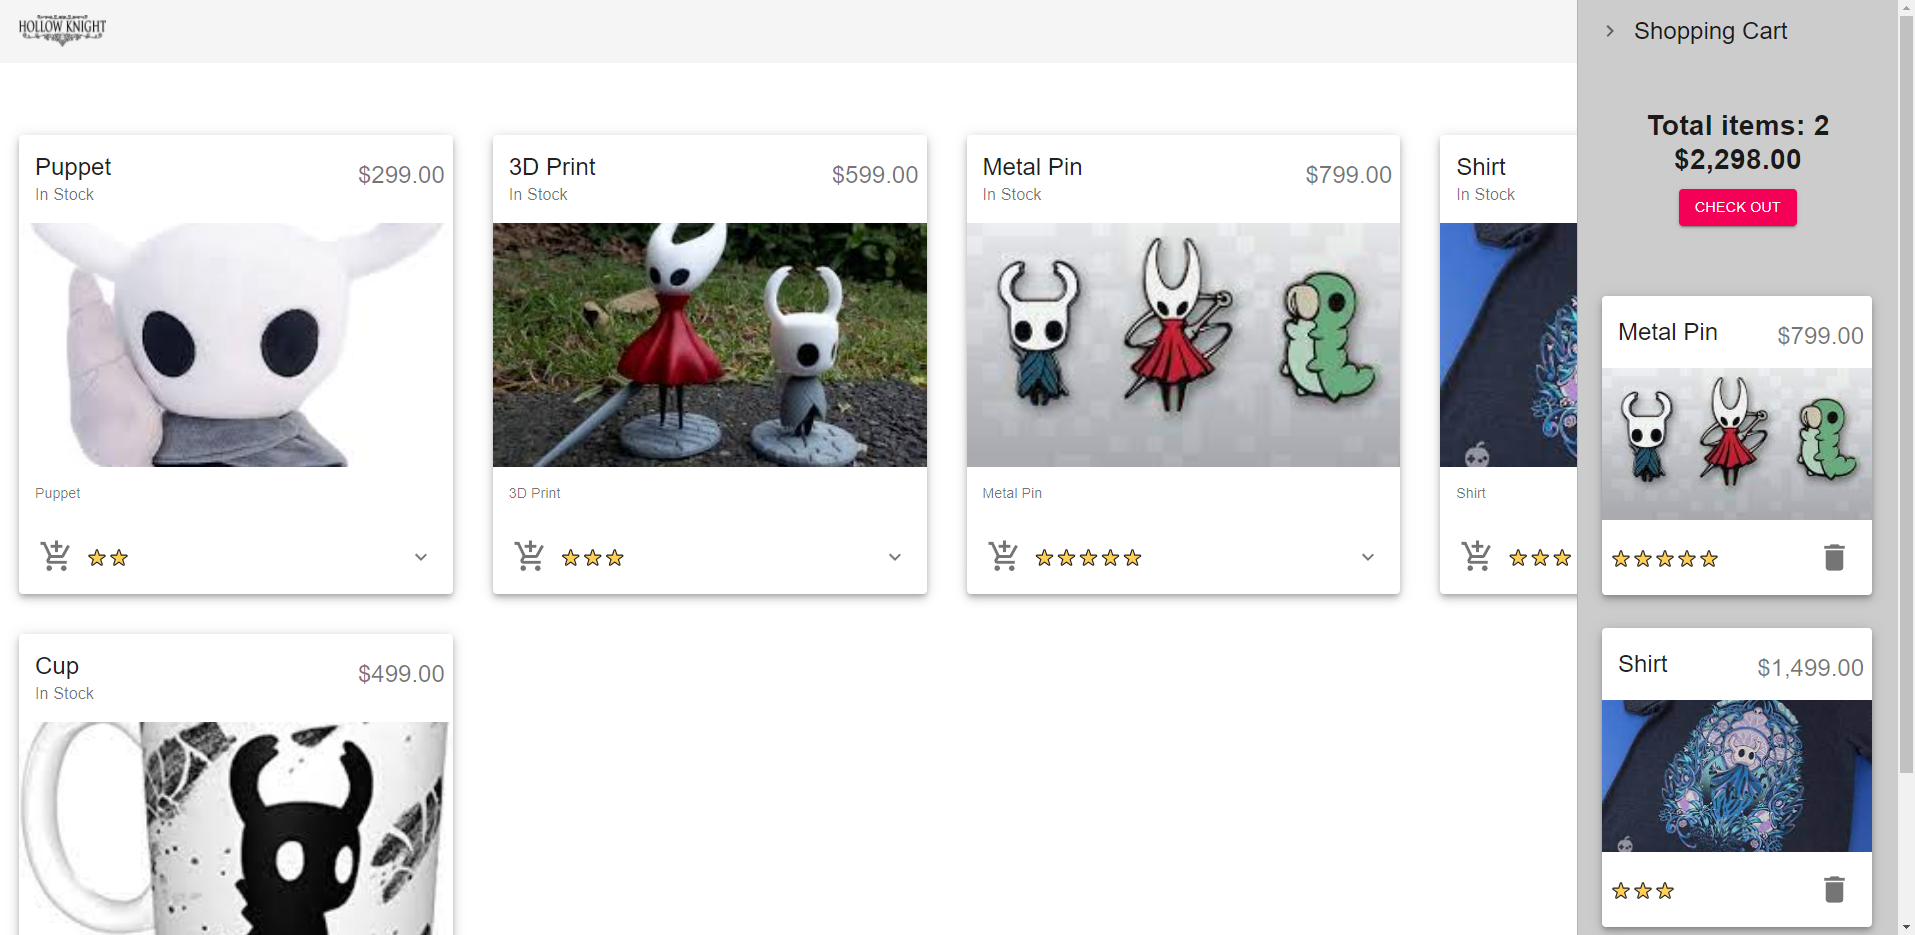 HOLLOW KNIGHT
Shopping Cart
Total items: 2
$2,298.00
CHECK OUT
Puppet
$299.00
In Stock
Puppet
3D Print
$599.00
In Stock
3D Print
Metal Pin
$799.00
In Stock
Metal Pin
Shirt
In Stock
Shirt
Cup
$499.00
In Stock
Metal Pin
$799.00
Shirt
$1,499.00